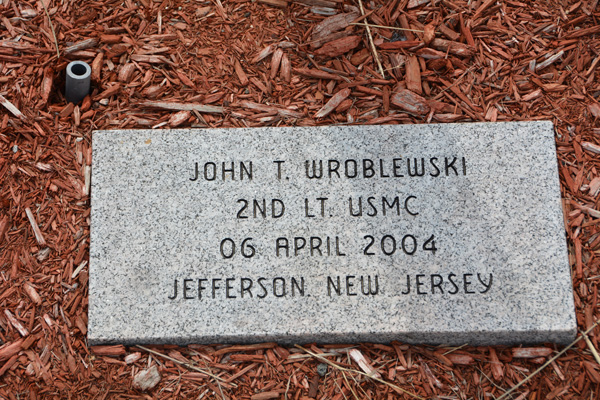 JOHN T. WROBLEWSKI
2ND LT. USMC
06 APRIL 2004
JEFFERSON. NEW JERSEY